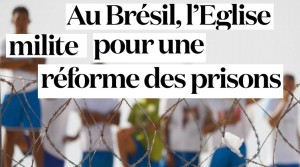 Au Brésil, l’Eglise
milite pour une
réforme des prisons